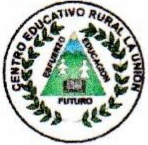 CENTRO EDUCATIVO RURAL LA UNION
ESFUERZO
EDUCACION
FUTURO